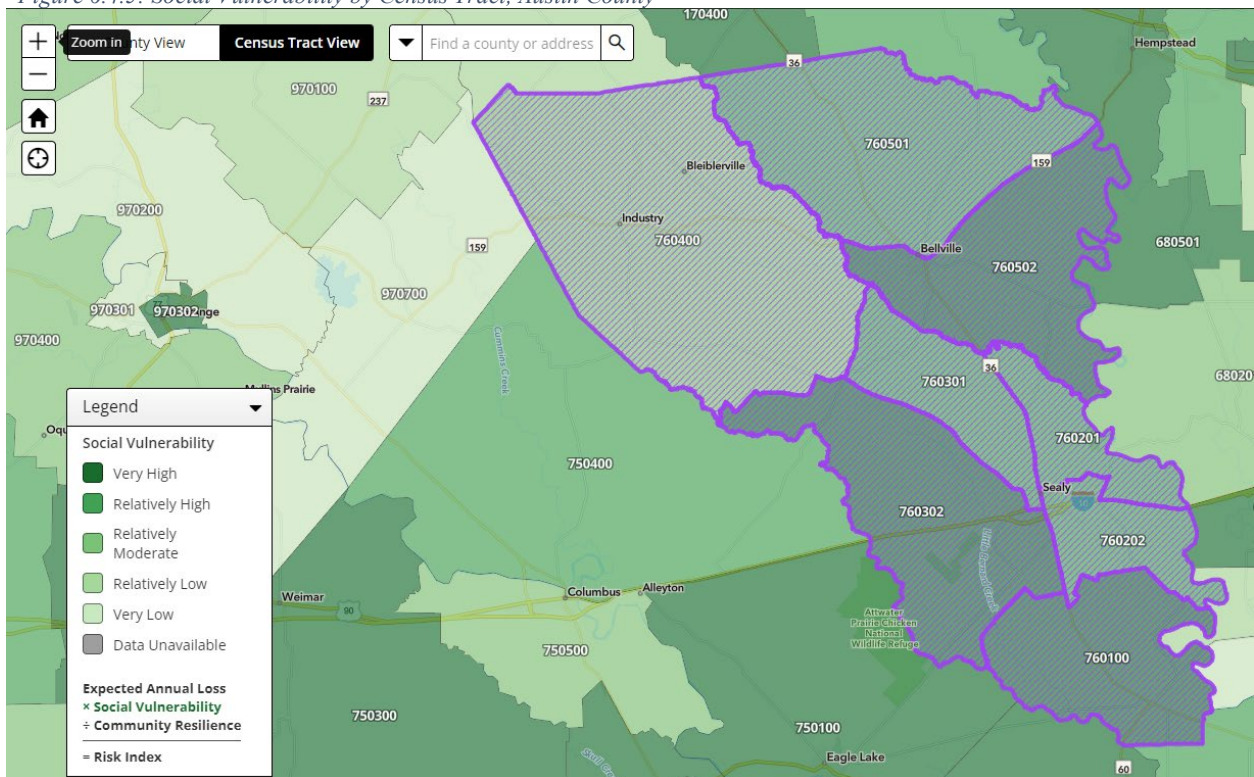 Figure 6.4.5: Social Vulnerability by Census Tract, Austin County
+
Zoom in
nty View
Census Tract View
Find a county or address
−
170400
Hempstead
36
970100
237
760501
159
Bleiblerville
970200
Industry
760400
159
Bellville
760502
680501
970700
970301
970302
nge
970400
Cummins Creek
36
760301
68020
Mullins Prairie
Legend
Social Vulnerability
Very High
Relatively High
Relatively
Moderate
Relatively Low
Very Low
Data Unavailable
Expected Annual Loss
× Social Vulnerability
÷ Community Resilience
= Risk Index
Oqu
760201
750400
Sealy
760302
760202
Weimar
90
Columbus
Alleyton
Attwater
Prairie Chicken
National
Wildlife Refuge
750500
760100
750300
750100
Eagle Lake
60